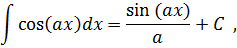 ∫ cos(ax)dx = sin (ax)/a + C ,